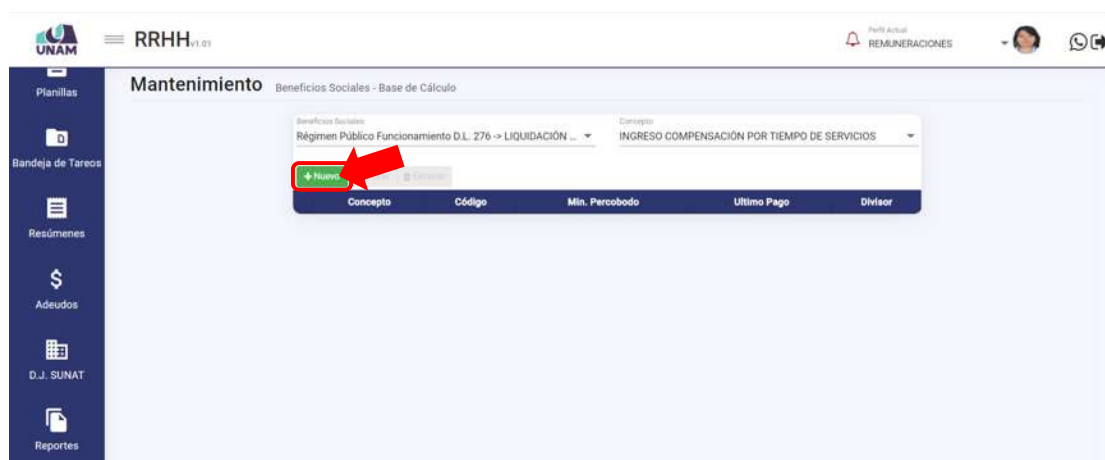 UNAM
RRHH v1.01
Perfil Actual
REMUNERACIONES
Planillas
Mantenimiento Beneficios Sociales - Base de Cálculo
Beneficios Sociales
Concepto
Régimen Público Funcionamiento D.L. 276 -> LIQUIDACIÓN ...
INGRESO COMPENSACIÓN POR TIEMPO DE SERVICIOS
D
Bandeja de Tareos
+ Nuevo
Concepto Código Min. Percobodo Ultimo Pago Divisor
Resúmenes
$
Adeudos
D.J. SUNAT
Reportes